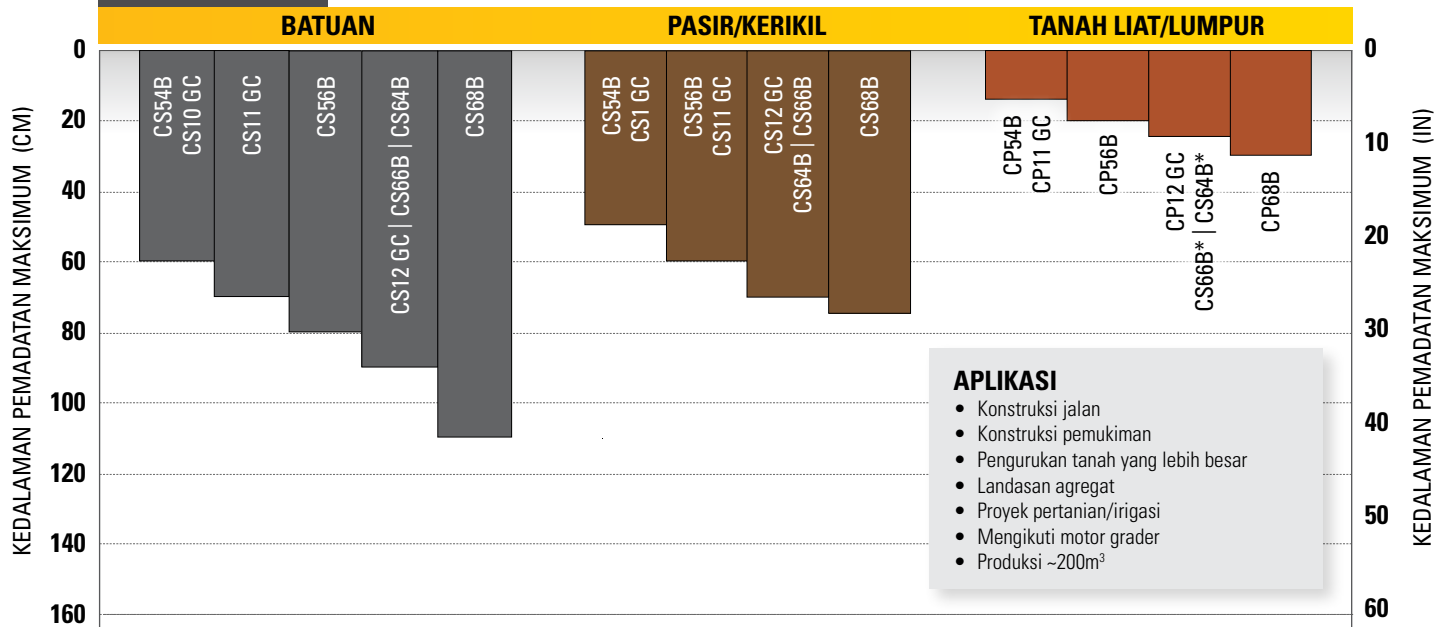 BATUAN
PASIR/KERIKIL
TANAH LIAT/LUMPUR
KEDALAMAN PEMADATAN MAKSIMUM (CM)
0
20
40
60
80
100
120
140
160
CS54B
CS10 GC
CS11 GC
CS56B
CS12 GC | CS66B | CS64B
CS68B
CS54B
CS1 GC
CS56B
CS11 GC
CS12 GC
CS64B | CS66B
CS68B
CP54B
CP11 GC
CP56B
CP12 GC
CS66B* | CS64B*
CP68B
0
10
20
30
40
50
60
KEDALAMAN PEMADATAN MAKSIMUM (IN)
APLIKASI
• Konstruksi jalan
• Konstruksi pemukiman
• Pengurukan tanah yang lebih besar
• Landasan agregat
• Proyek pertanian/irigasi
• Mengikuti motor grader
• Produksi ~200m³